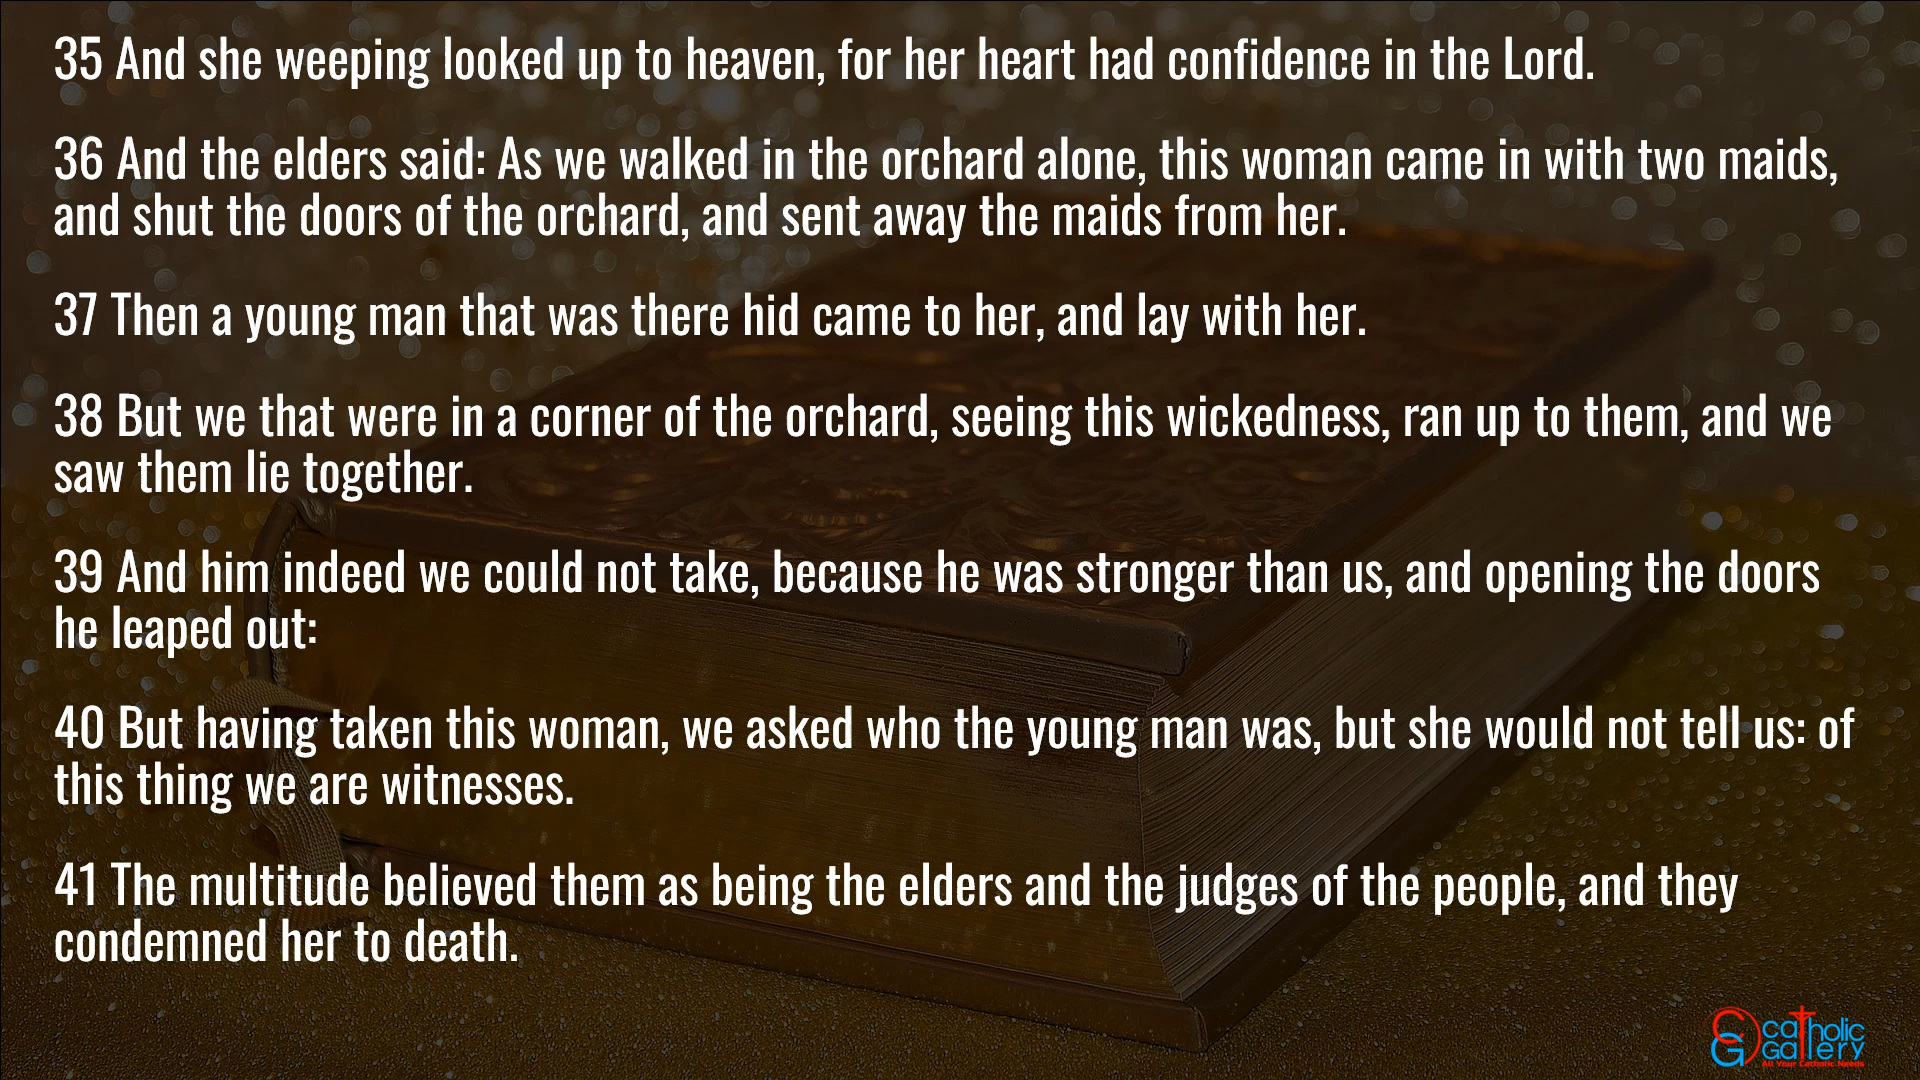 35 And she weeping looked up to heaven, for her heart had confidence in the Lord.
36 And the elders said: As we walked in the orchard alone, this woman came in with two maids,
and shut the doors of the orchard, and sent away the maids from her.
37 Then a young man that was there hid came to her, and lay with her.
38 But we that were in a corner of the orchard, seeing this wickedness, ran up to them, and we
saw them lie together.
39 And him indeed we could not take, because he was stronger than us, and opening the doors
he leaped out:
40 But having taken this woman, we asked who the young man was, but she would not tell us: of
this thing we are witnesses.
41 The multitude believed them as being the elders and the judges of the people, and they
condemned her to death.
CG catholic
Gallery
All Your Catholic Needs